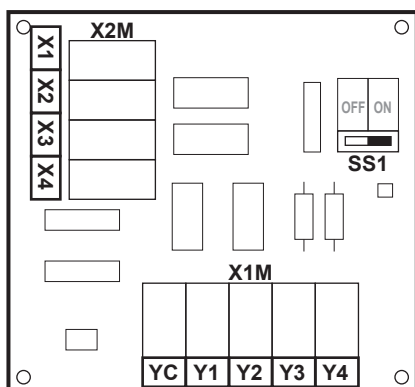 X2M
X1
X2
X3
X4
OFF ON
SS1
X1M
YC Y1 Y2 Y3 Y4